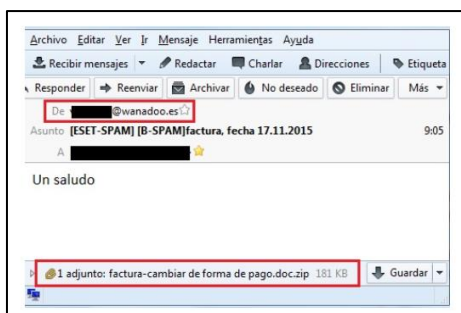 Archivo Editar Ver Ir Mensaje Herramientas Ayuda
Recibir mensajes Redactar Charlar Direcciones Etiqueta
Responder Reenviar Archivar No deseado Eliminar Más
De @wanadoo.es
Asunto [ESET-SPAM] [B-SPAM]factura, fecha 17.11.2015 9:05
A
Un saludo
1 adjunto: factura-cambiar de forma de pago.doc.zip 181 KB Guardar